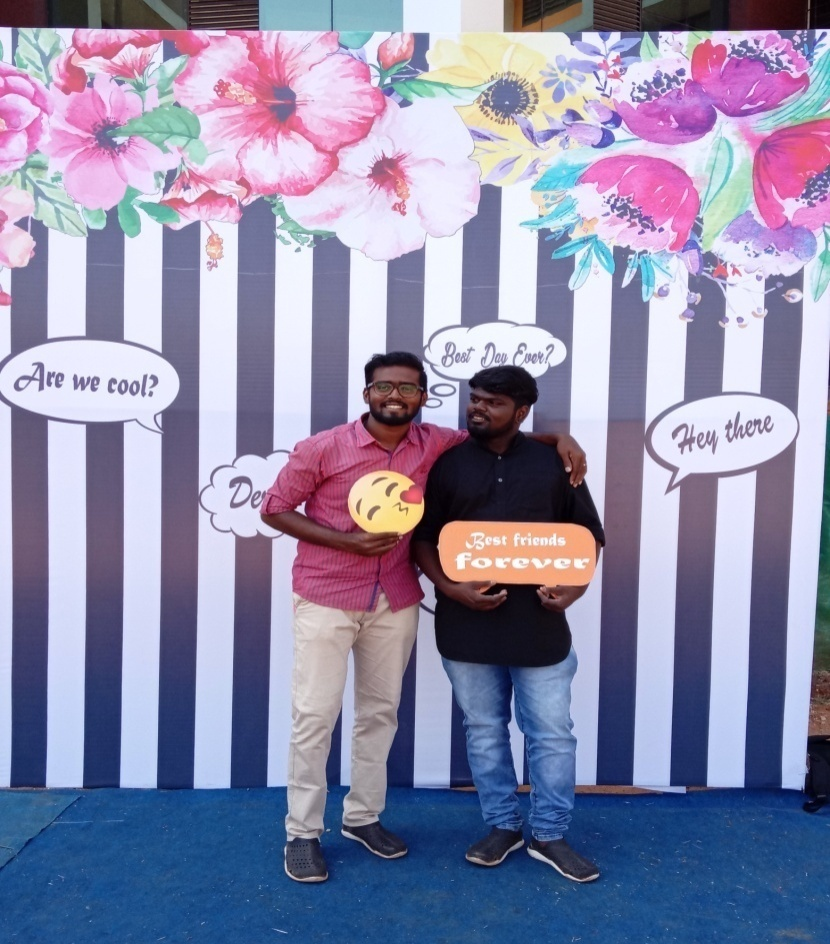 Best Day Ever?
Are we cool?
Hey there
Best friends
forever